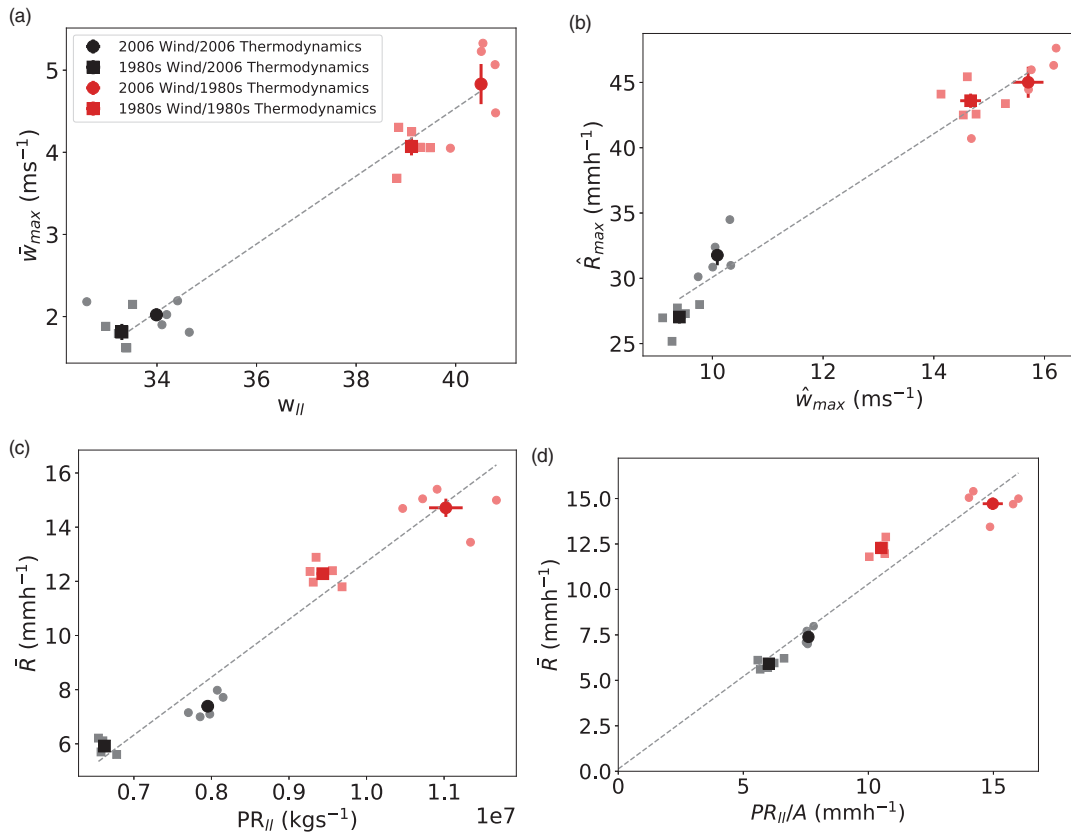 (a)
5
4
3
2
w̄max (ms−1)
34
36
38
40
wll
2006 Wind/2006 Thermodynamics
1980s Wind/2006 Thermodynamics
2006 Wind/1980s Thermodynamics
1980s Wind/1980s Thermodynamics
(b)
45
40
35
30
25
R̂max (mmh−1)
10
12
14
16
ŵmax (ms−1)
(c)
16
14
12
10
8
6
R̄ (mmh−1)
0.7
0.8
0.9
1.0
1.1
1e7
PRll (kgs−1)
(d)
15.0
12.5
10.0
7.5
5.0
2.5
0.0
R̄ (mmh−1)
0
5
10
15
PRll/A (mmh−1)